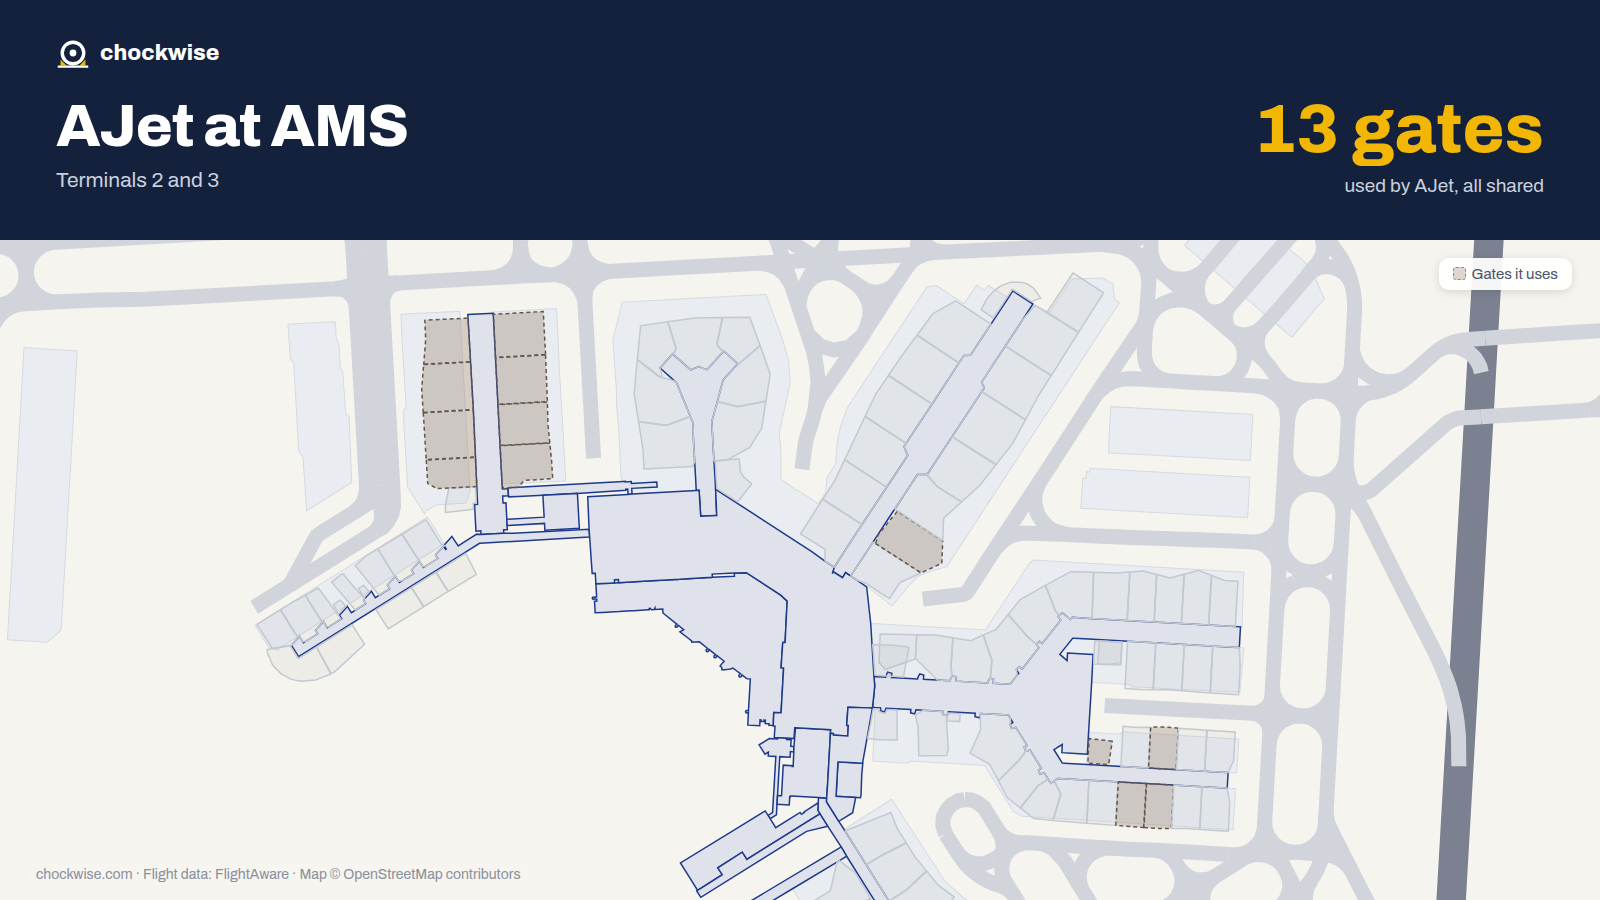 chockwise
AJet at AMS
Terminals 2 and 3
13 gates
used by AJet, all shared
Gates it uses
chockwise.com · Flight data: FlightAware · Map © OpenStreetMap contributors